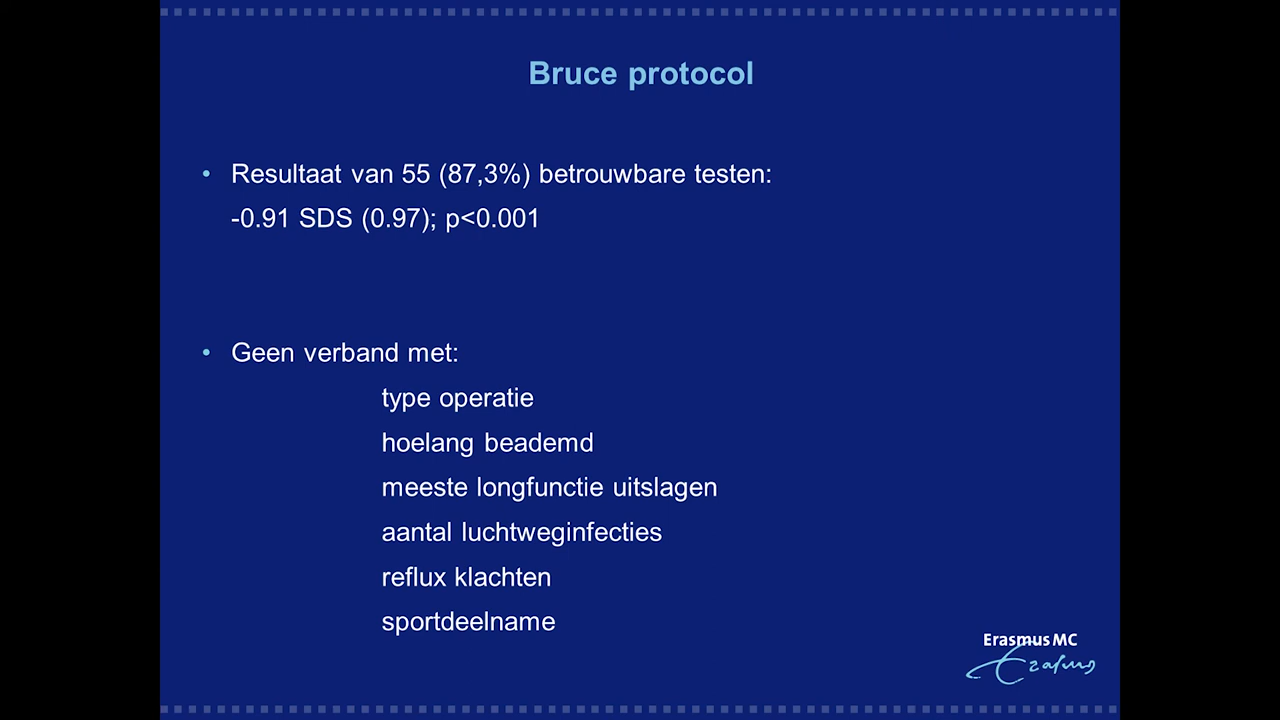 Bruce protocol
• Resultaat van 55 (87,3%) betrouwbare testen:
-0.91 SDS (0.97); p<0.001
• Geen verband met:
type operatie
hoelang beademd
meeste longfunctie uitslagen
aantal luchtweginfecties
reflux klachten
sportdeelname
Erasmus MC
Erasmus